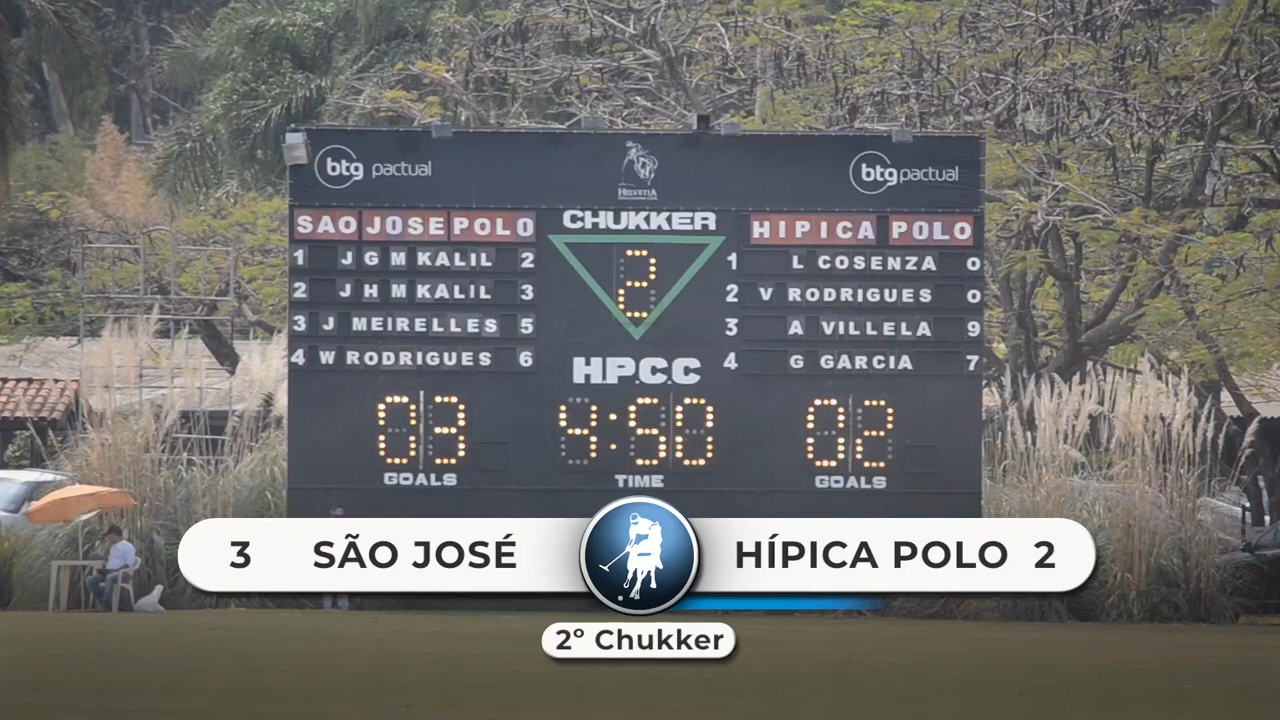 btg pactual
HELVETIA
btg pactual
SAO JOSE POLO
CHUKKER
HIPICA POLO
1 J G M KALIL 2
2 J H M KALIL 3
3 J MEIRELLES 5
4 W RODRIGUES 6
2
1 L COSENZA 0
2 V RODRIGUES 0
3 A VILLELA 9
4 G GARCIA 7
H.P.C.C
03
4:50
02
GOALS
TIME
GOALS
3 SÃO JOSÉ
HÍPICA POLO 2
2º Chukker